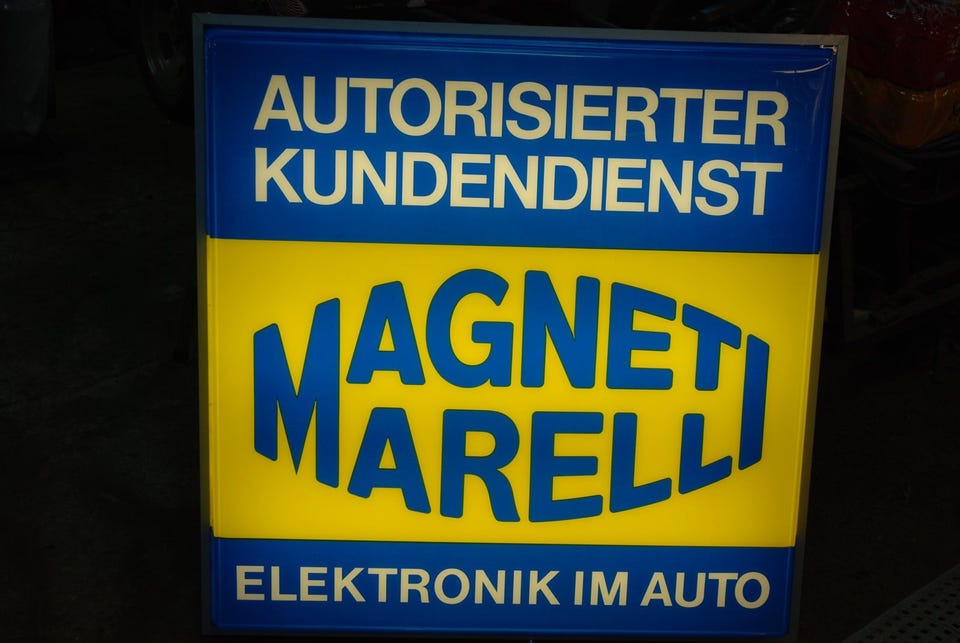 AUTORISIERTER
KUNDENDIENST
MAGNETI
MARELLI
ELEKTRONIK IM AUTO